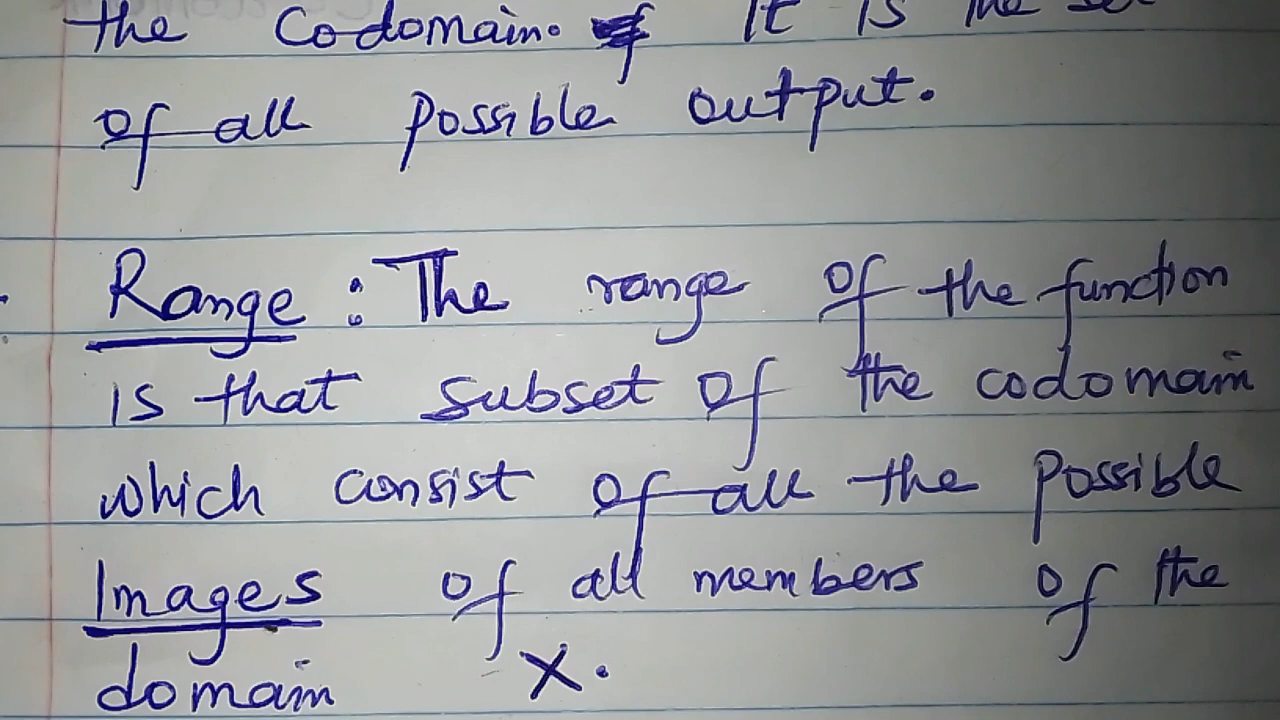 the Codomain. It is the set
of all possible output.
Range : The range of the function
is that subset of the codomain
which consist of all the possible
Images of all members of the
domain X.